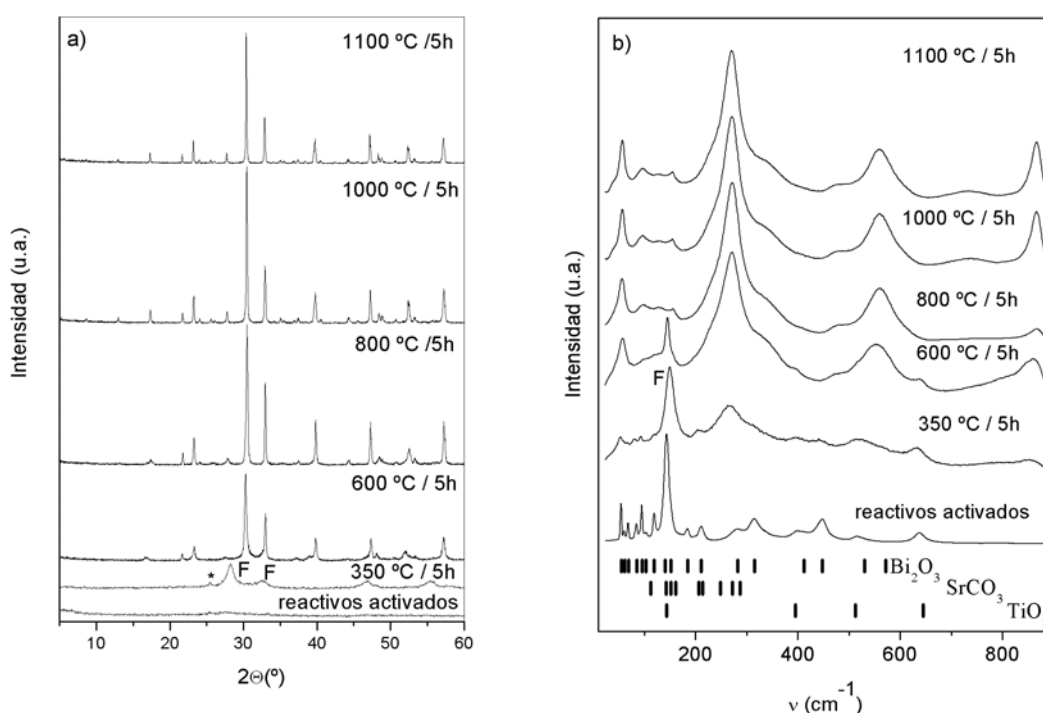 a)
1100 ºC /5h
1000 ºC / 5h
800 ºC /5h
600 ºC / 5h
F
F
*
350 ºC / 5h
reactivos activados
Intensidad (u.a.)
10 20 30 40 50 60
2Θ(º)
b)
1100 ºC / 5h
1000 ºC / 5h
800 ºC / 5h
600 ºC / 5h
F
350 ºC / 5h
reactivos activados
Bi₂O₃
SrCO₃
TiO
Intensidad (u.a.)
200 400 600 800
ν (cm⁻¹)